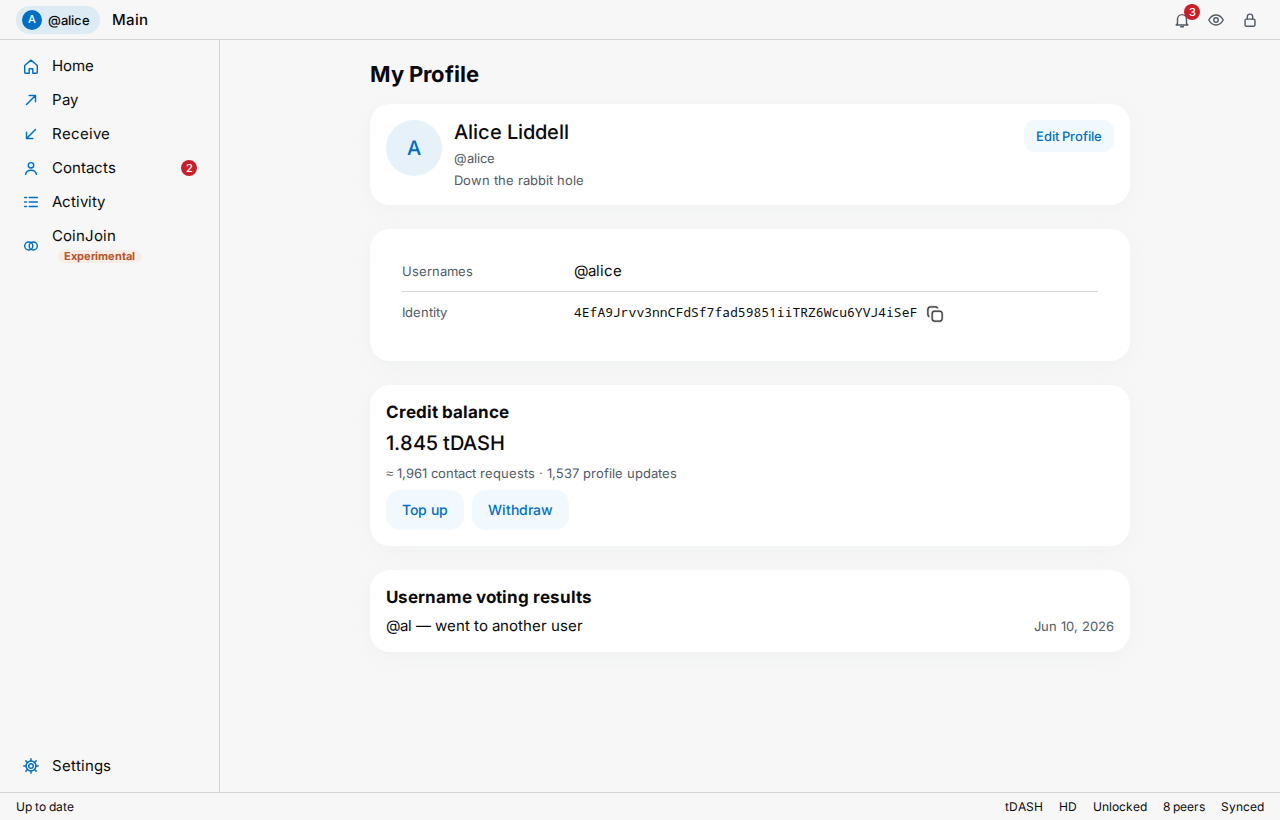 A @alice Main 3
Home
Pay
Receive
Contacts 2
Activity
CoinJoin
Experimental
Settings
My Profile
A
Alice Liddell
@alice
Down the rabbit hole
Edit Profile
Usernames @alice
Identity 4EfA9Jrvv3nnCFdSf7fad59851iiTRZ6Wcu6YVJ4iSeF
Credit balance
1.845 tDASH
≈ 1,961 contact requests · 1,537 profile updates
Top up Withdraw
Username voting results
@al — went to another user Jun 10, 2026
Up to date tDASH HD Unlocked 8 peers Synced